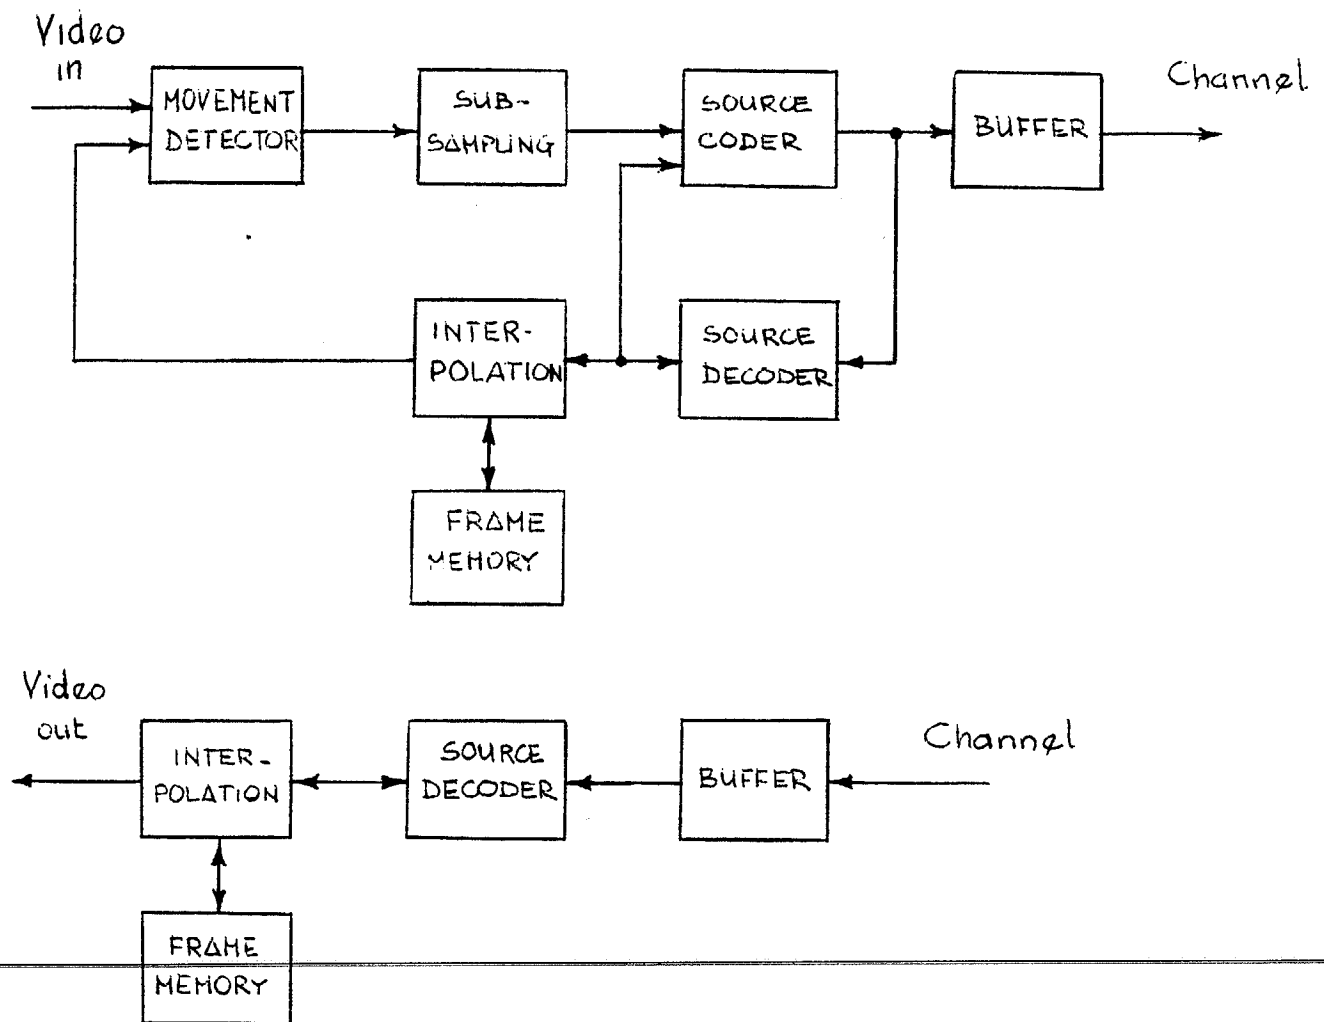 Video
in
MOVEMENT
DETECTOR
SUB-
SAMPLING
SOURCE
CODER
BUFFER
Channel
INTER-
POLATION
SOURCE
DECODER
FRAME
MEMORY
Video
out
INTER-
POLATION
SOURCE
DECODER
BUFFER
Channel
FRAME
MEMORY